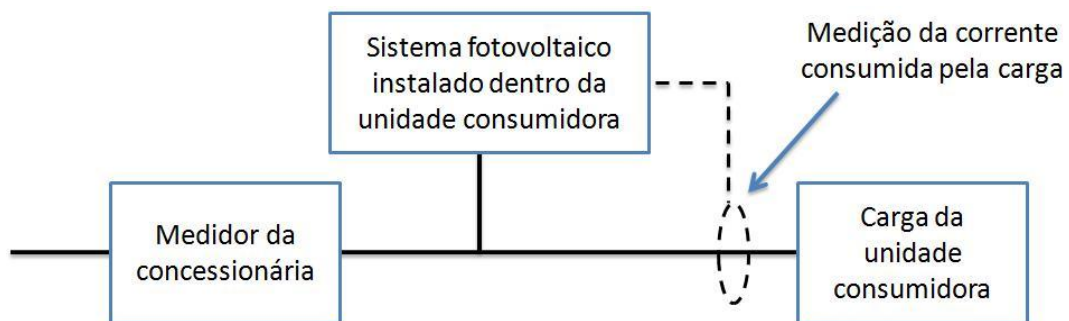 Sistema fotovoltaico
instalado dentro da
unidade consumidora
Medição da corrente
consumida pela carga
Medidor da
concessionária
Carga da
unidade
consumidora